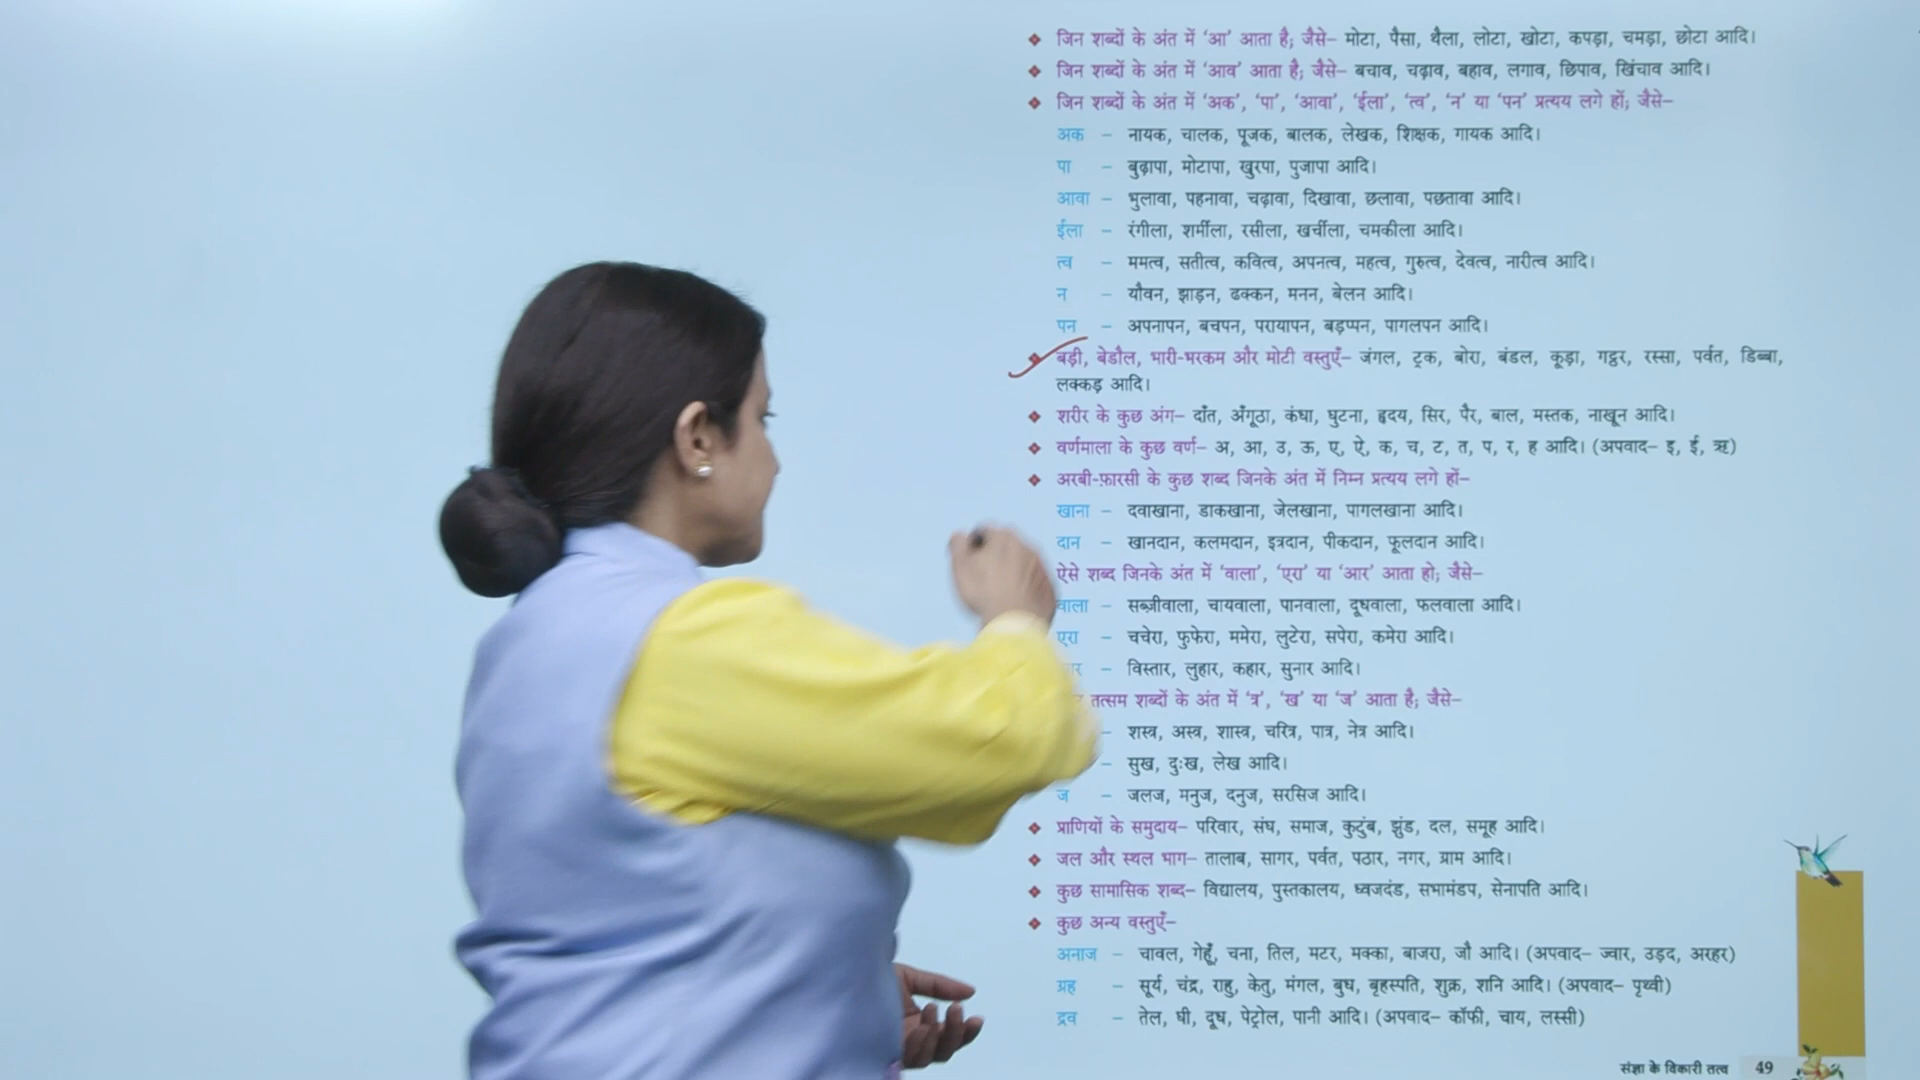 ❖ जिन शब्दों के अंत में 'आ' आता है; जैसे– मोटा, पैसा, थैला, लोटा, खोटा, कपड़ा, चमड़ा, छोटा आदि।
❖ जिन शब्दों के अंत में 'आव' आता है; जैसे– बचाव, चढ़ाव, बहाव, लगाव, छिपाव, खिंचाव आदि।
❖ जिन शब्दों के अंत में 'अक', 'पा', 'आवा', 'ईला', 'त्व', 'न' या 'पन' प्रत्यय लगे हों; जैसे–
अक – नायक, चालक, पूजक, बालक, लेखक, शिक्षक, गायक आदि।
पा – बुढ़ापा, मोटापा, खुरपा, पुजापा आदि।
आवा – भुलावा, पहनावा, चढ़ावा, दिखावा, छलावा, पछतावा आदि।
ईला – रंगीला, शर्मीला, रसीला, खर्चीला, चमकीला आदि।
त्व – ममत्व, सतीत्व, कवित्व, अपनत्व, महत्व, गुरुत्व, देवत्व, नारीत्व आदि।
न – यौवन, झाड़न, ढक्कन, मनन, बेलन आदि।
पन – अपनापन, बचपन, परायापन, बड़प्पन, पागलपन आदि।
❖ बड़ी, बेडौल, भारी-भरकम और मोटी वस्तुएँ– जंगल, ट्रक, बोरा, बंडल, कूड़ा, गट्ठर, रस्सा, पर्वत, डिब्बा,
लक्कड़ आदि।
❖ शरीर के कुछ अंग– दाँत, अँगूठा, कंधा, घुटना, हृदय, सिर, पैर, बाल, मस्तक, नाखून आदि।
❖ वर्णमाला के कुछ वर्ण– अ, आ, उ, ऊ, ए, ऐ, क, च, ट, त, प, र, ह आदि। (अपवाद– इ, ई, ऋ)
❖ अरबी-फ़ारसी के कुछ शब्द जिनके अंत में निम्न प्रत्यय लगे हों–
खाना – दवाखाना, डाकखाना, जेलखाना, पागलखाना आदि।
दान – खानदान, कलमदान, इत्रदान, पीकदान, फूलदान आदि।
ऐसे शब्द जिनके अंत में 'वाला', 'एरा' या 'आर' आता हो; जैसे–
वाला – सब्ज़ीवाला, चायवाला, पानवाला, दूधवाला, फलवाला आदि।
एरा – चचेरा, फुफेरा, ममेरा, लुटेरा, सपेरा, कमेरा आदि।
– विस्तार, लुहार, कहार, सुनार आदि।
तत्सम शब्दों के अंत में 'त्र', 'ख' या 'ज' आता है; जैसे–
– शस्त्र, अस्त्र, शास्त्र, चरित्र, पात्र, नेत्र आदि।
– सुख, दुःख, लेख आदि।
ज – जलज, मनुज, दनुज, सरसिज आदि।
❖ प्राणियों के समुदाय– परिवार, संघ, समाज, कुटुंब, झुंड, दल, समूह आदि।
❖ जल और स्थल भाग– तालाब, सागर, पर्वत, पठार, नगर, ग्राम आदि।
❖ कुछ सामासिक शब्द– विद्यालय, पुस्तकालय, ध्वजदंड, सभामंडप, सेनापति आदि।
❖ कुछ अन्य वस्तुएँ–
अनाज – चावल, गेहूँ, चना, तिल, मटर, मक्का, बाजरा, जौ आदि। (अपवाद– ज्वार, उड़द, अरहर)
ग्रह – सूर्य, चंद्र, राहु, केतु, मंगल, बुध, बृहस्पति, शुक्र, शनि आदि। (अपवाद– पृथ्वी)
द्रव – तेल, घी, दूध, पेट्रोल, पानी आदि। (अपवाद– कॉफी, चाय, लस्सी)
संज्ञा के विकारी तत्व 49